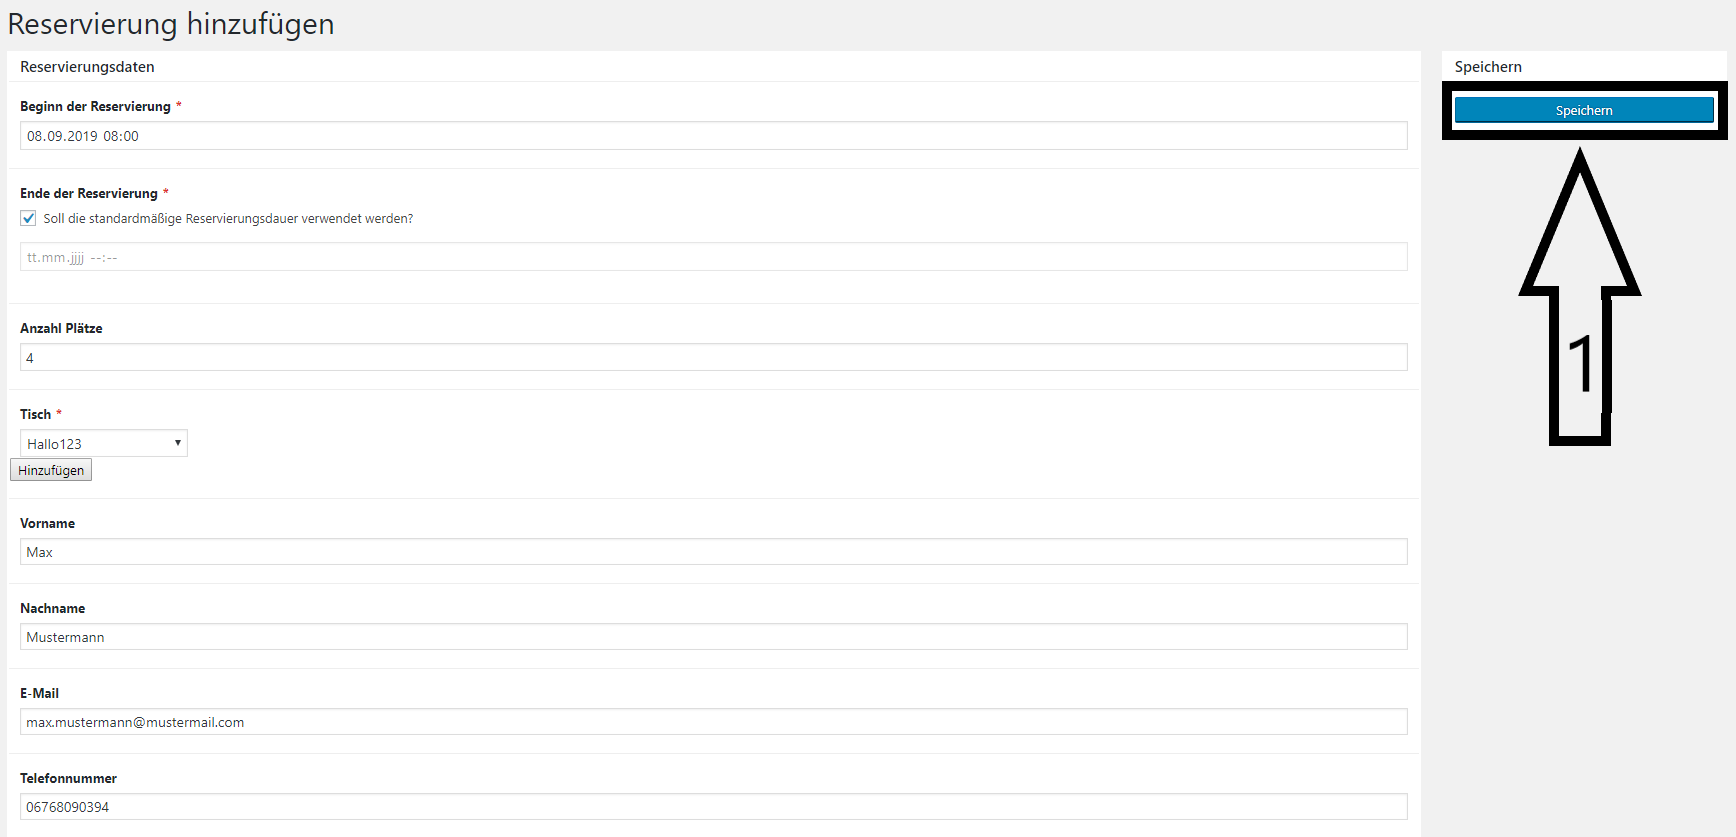 Reservierung hinzufügen
Reservierungsdaten
Beginn der Reservierung *
08.09.2019 08:00
Ende der Reservierung *
Soll die standardmäßige Reservierungsdauer verwendet werden?
tt.mm.jjjj --:--
Anzahl Plätze
4
Tisch *
Hallo123
Hinzufügen
Vorname
Max
Nachname
Mustermann
E-Mail
max.mustermann@mustermail.com
Telefonnummer
06768090394
Speichern
Speichern
1